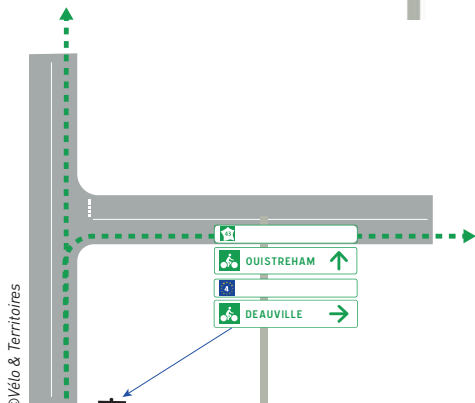 43
OUISTREHAM
4
DEAUVILLE
©Vélo & Territoires